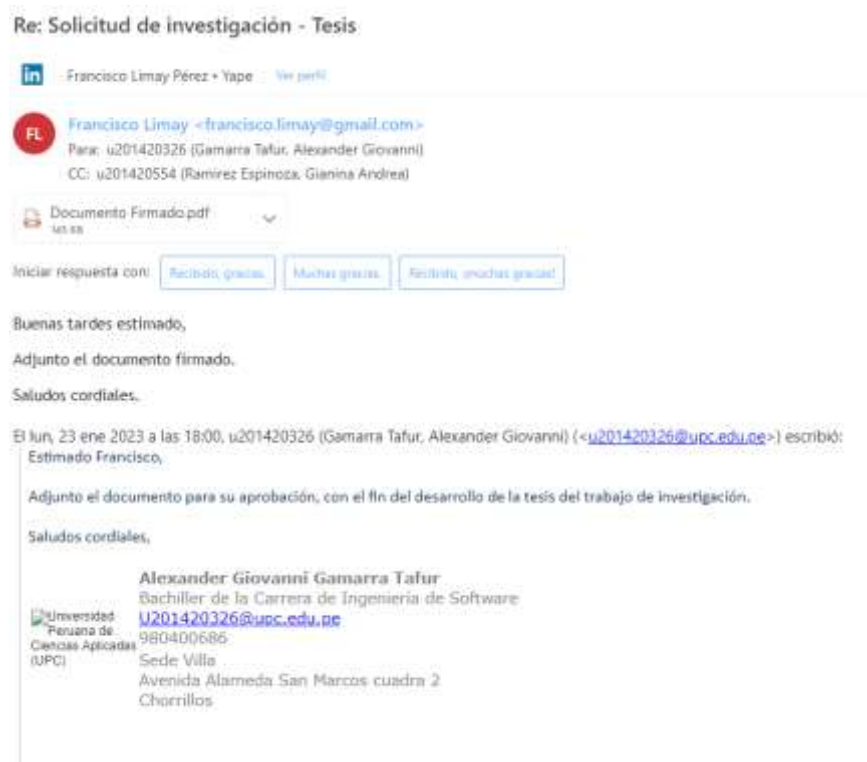 Re: Solicitud de investigación - Tesis
in
Francisco Limay Pérez • Yape Ver perfil
FL
Francisco Limay <francisco.limay@gmail.com>
Para: u201420326 (Gamarra Tafur, Alexander Giovanni)
CC: u201420554 (Ramirez Espinoza, Gianina Andrea)
Documento Firmado.pdf
KB
Iniciar respuesta con: Recibido, gracias. Muchas gracias. Recibido, ¡muchas gracias!
Buenas tardes estimado,
Adjunto el documento firmado.
Saludos cordiales.
El lun, 23 ene 2023 a las 18:00, u201420326 (Gamarra Tafur, Alexander Giovanni) (<u201420326@upc.edu.pe>) escribió:
Estimado Francisco,
Adjunto el documento para su aprobación, con el fin del desarrollo de la tesis del trabajo de investigación.
Saludos cordiales,
Universidad
Peruana de
Ciencias Aplicadas
(UPC)
Alexander Giovanni Gamarra Tafur
Bachiller de la Carrera de Ingeniería de Software
U201420326@upc.edu.pe
980400686
Sede Villa
Avenida Alameda San Marcos cuadra 2
Chorrillos